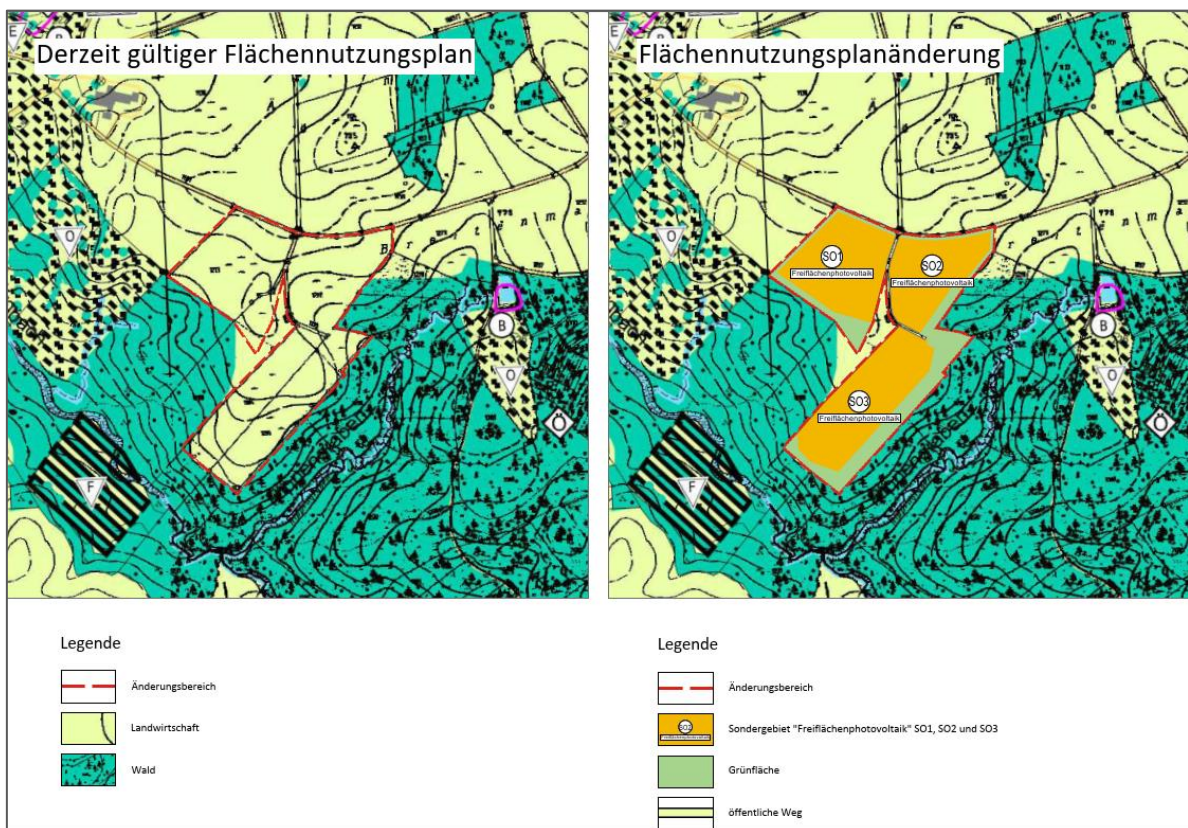 Derzeit gültiger Flächennutzungsplan
Flächennutzungsplanänderung
E
O
B
O
Ö
F
E
O
SO1
Freiflächenphotovoltaik
SO2
Freiflächenphotovoltaik
SO3
Freiflächenphotovoltaik
B
O
Ö
F
Legende
Änderungsbereich
Landwirtschaft
Wald
Legende
Änderungsbereich
Sondergebiet "Freiflächenphotovoltaik" SO1, SO2 und SO3
Grünfläche
öffentliche Weg